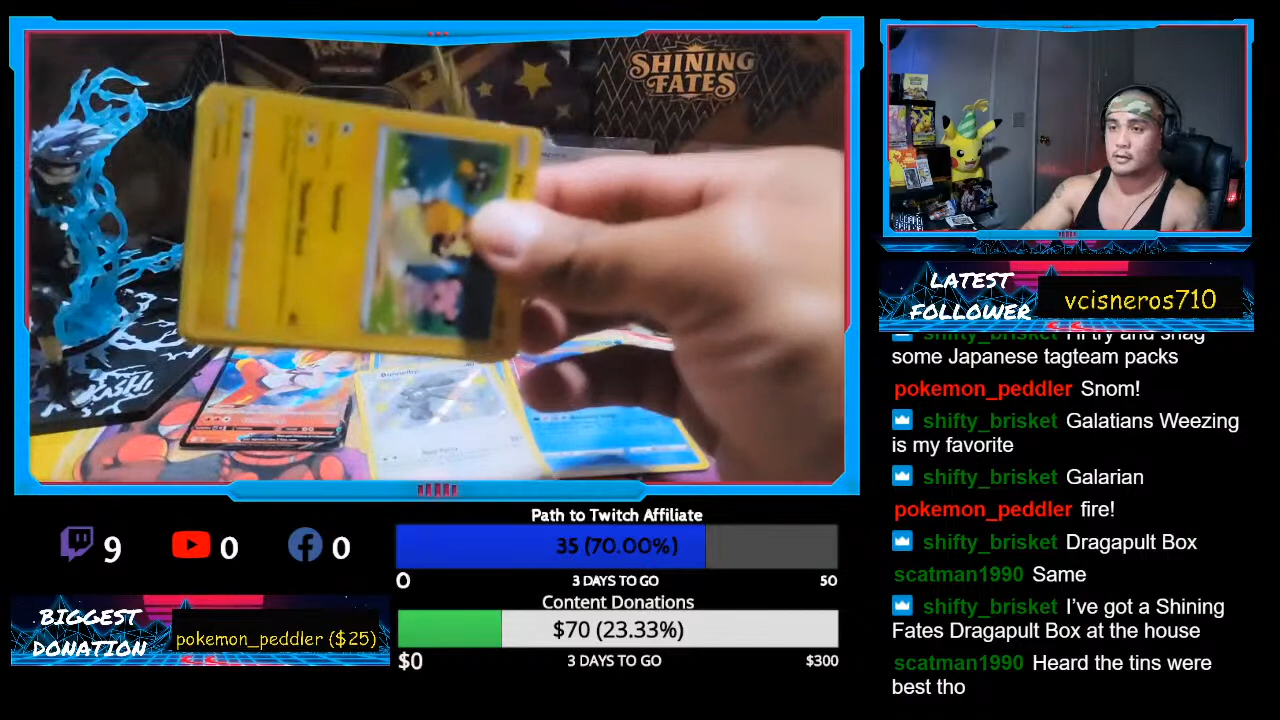 SHINING
FATES
Bunnelby
LATEST
FOLLOWER
vcisneros710
some Japanese tagteam packs
pokemon_peddler Snom!
shifty_brisket Galatians Weezing
is my favorite
shifty_brisket Galarian
pokemon_peddler fire!
shifty_brisket Dragapult Box
scatman1990 Same
shifty_brisket I've got a Shining
Fates Dragapult Box at the house
scatman1990 Heard the tins were
best tho
9
0
0
Path to Twitch Affiliate
35 (70.00%)
0
3 DAYS TO GO
50
Content Donations
$70 (23.33%)
$0
3 DAYS TO GO
$300
BIGGEST
DONATION
pokemon_peddler ($25)